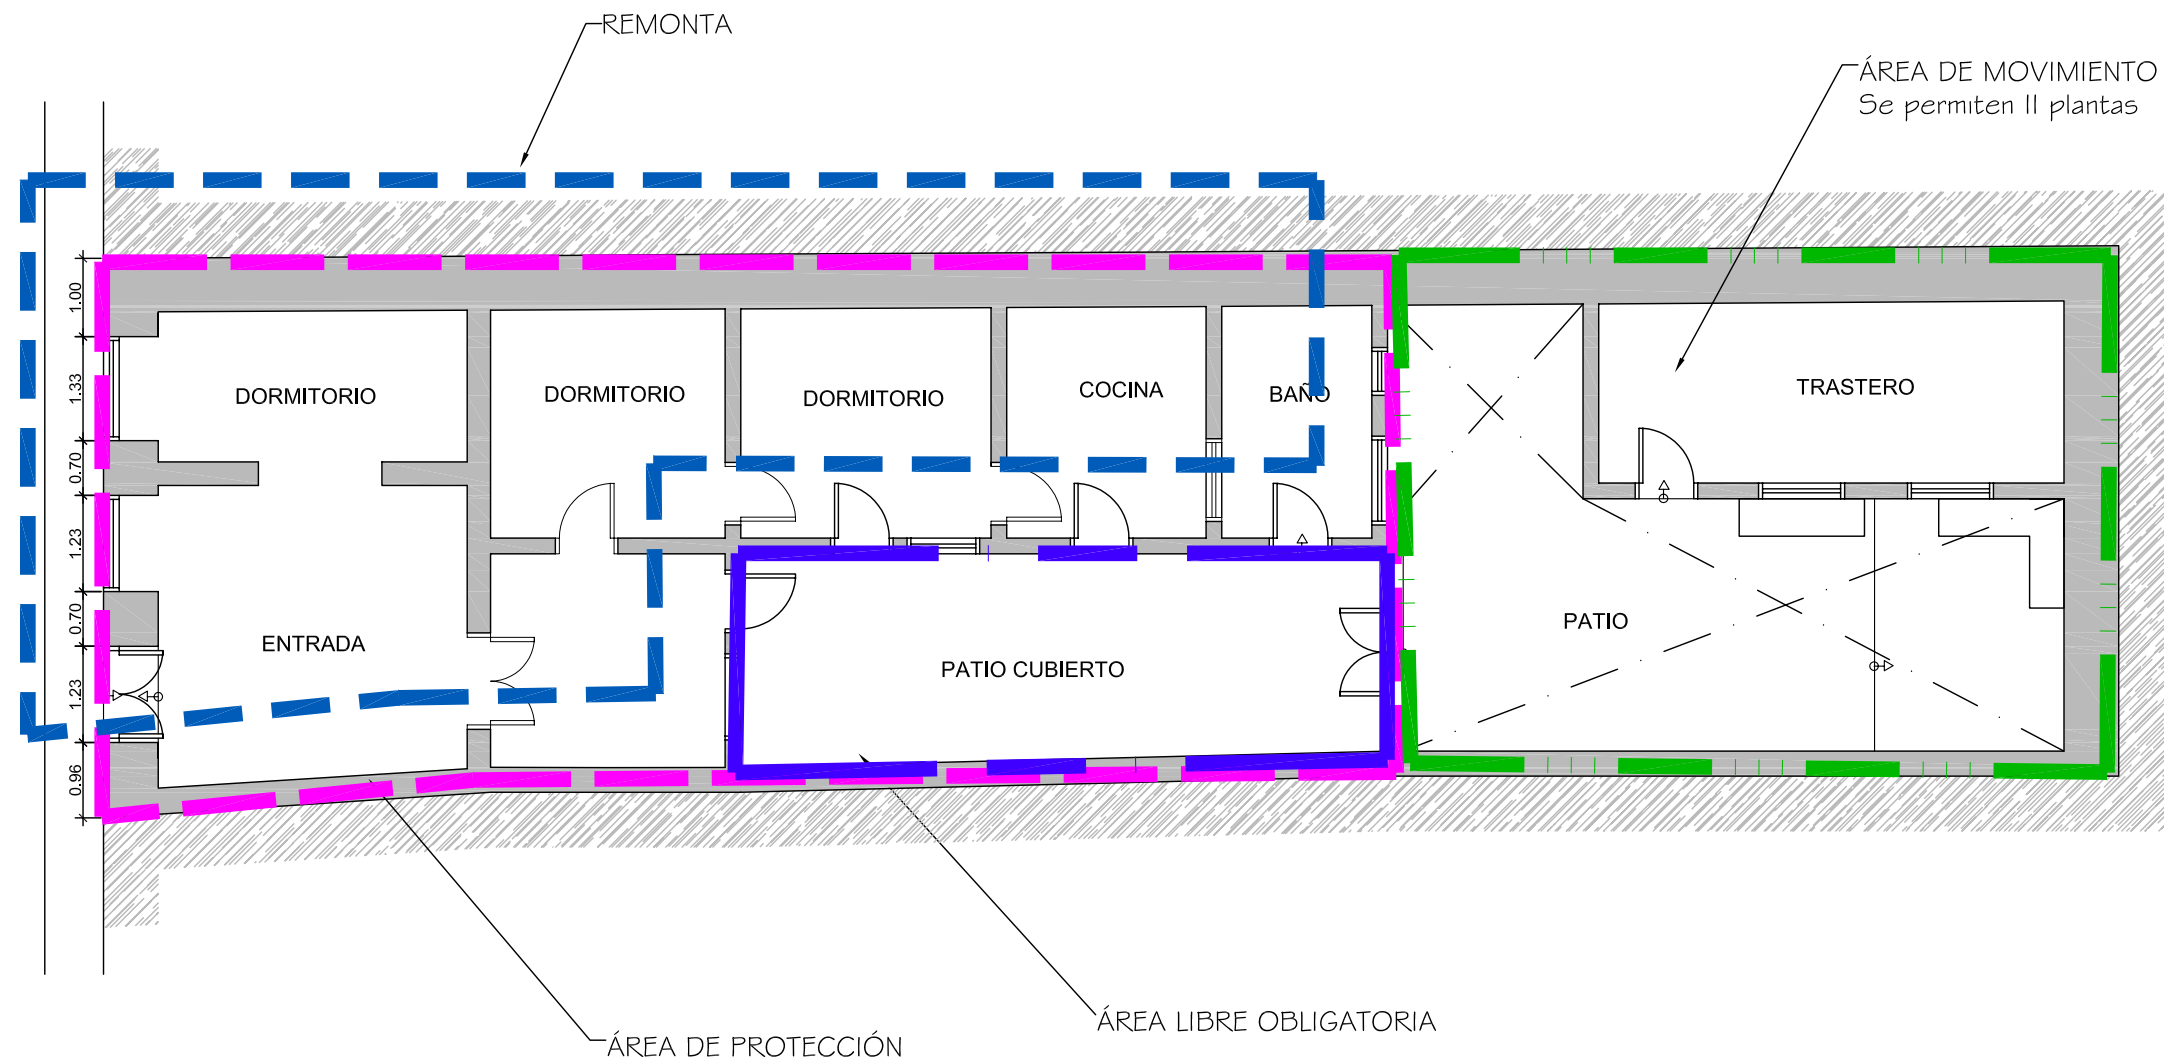 REMONTA
ÁREA DE MOVIMIENTO
Se permiten II plantas
1.00
1.33
0.70
1.23
0.70
1.23
0.96
DORMITORIO
DORMITORIO
DORMITORIO
COCINA
BAÑO
TRASTERO
ENTRADA
PATIO CUBIERTO
PATIO
ÁREA LIBRE OBLIGATORIA
ÁREA DE PROTECCIÓN